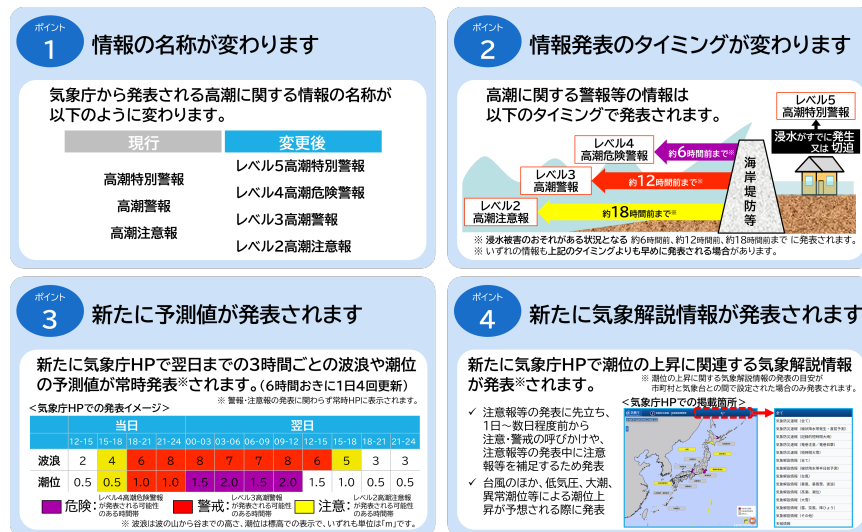 ポイント
1
情報の名称が変わります
気象庁から発表される高潮に関する情報の名称が
以下のように変わります。
現行
変更後
高潮特別警報
高潮警報
高潮注意報
レベル5高潮特別警報
レベル4高潮危険警報
レベル3高潮警報
レベル2高潮注意報
ポイント
2
情報発表のタイミングが変わります
高潮に関する警報等の情報は
以下のタイミングで発表されます。
レベル5
高潮特別警報
浸水がすでに発生
又は 切迫
レベル4
高潮危険警報
約6時間前まで※
レベル3
高潮警報
約12時間前まで※
レベル2
高潮注意報
約18時間前まで※
海岸堤防等
※ 浸水被害のおそれがある状況となる 約6時間前、約12時間前、約18時間前まで に発表されます。
※ いずれの情報も上記のタイミングよりも早めに発表される場合があります。
ポイント
3
新たに予測値が発表されます
新たに気象庁HPで翌日までの3時間ごとの波浪や潮位
の予測値が常時発表※されます。(6時間おきに1日4回更新)
※ 警報・注意報の発表に関わらず常時HPに表示されます。
<気象庁HPでの発表イメージ>
当日 翌日
12-15 15-18 18-21 21-24 00-03 03-06 06-09 09-12 12-15 15-18 18-21 21-24
波浪 2 4 6 8 8 7 7 8 6 5 3 3
潮位 0.5 0.5 1.0 1.0 1.5 2.0 1.5 2.0 1.5 1.0 0.5 0.5
危険:レベル4高潮危険警報が発表される可能性のある時間帯
警戒:レベル3高潮警報が発表される可能性のある時間帯
注意:レベル2高潮注意報が発表される可能性のある時間帯
※ 波浪は波の山から谷までの高さ、潮位は標高での表示で、いずれも単位は「m」です。
ポイント
4
新たに気象解説情報が発表されます
新たに気象庁HPで潮位の上昇に関連する気象解説情報
が発表※されます。
※ 潮位の上昇に関する気象解説情報の発表の目安が
市町村と気象台との間で設定された場合のみ発表されます。
<気象庁HPでの掲載箇所>
✓ 注意報等の発表に先立ち、
1日~数日程度前から
注意・警戒の呼びかけや、
注意報等の発表中に注意
報等を補足するため発表
✓ 台風のほか、低気圧、大潮、
異常潮位等による潮位上
昇が予想される際に発表